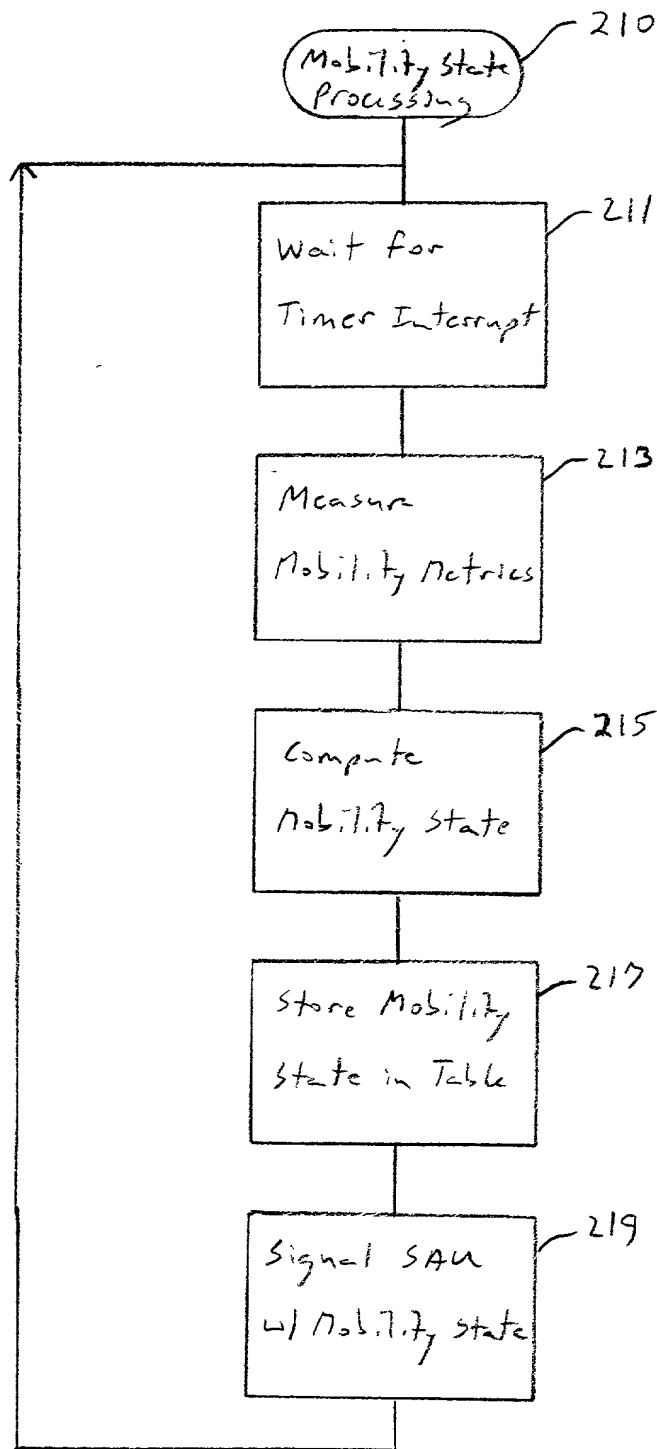 210
Mobility State
Processing
211
Wait for
Timer Interrupt
213
Measure
Mobility Metrics
215
Compute
Mobility State
217
Store Mobility
State in Table
219
Signal SAU
w/ Mobility State